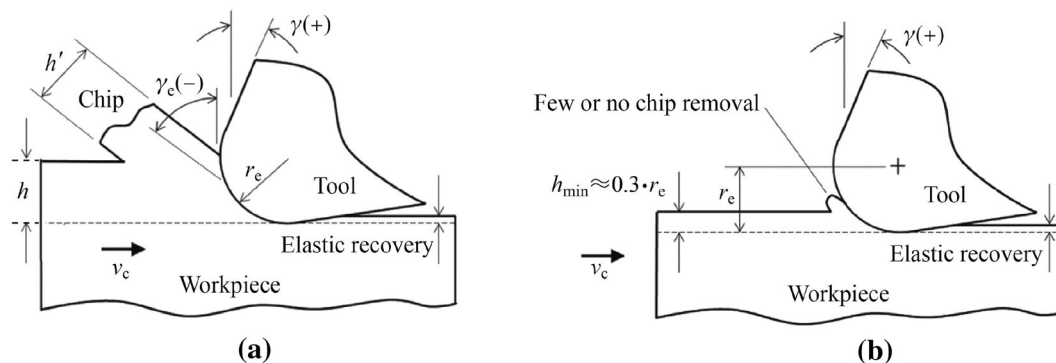 γ(+)
h′
γe(−)
Chip
re
h
Tool
Elastic recovery
vc
Workpiece
(a)
γ(+)
Few or no chip removal
hmin≈0.3•re
re
Tool
Elastic recovery
vc
Workpiece
(b)